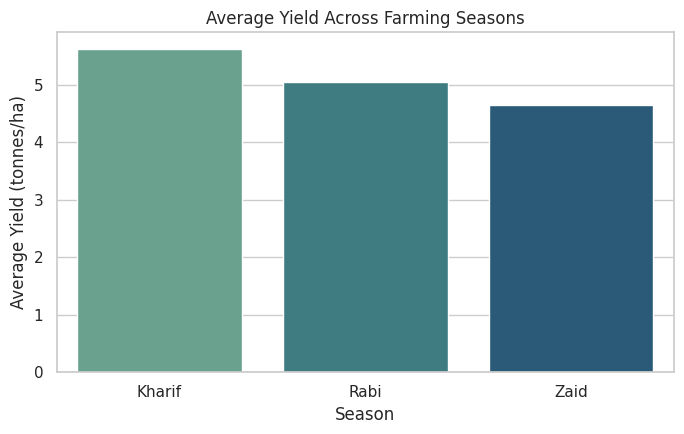 Average Yield Across Farming Seasons
Average Yield (tonnes/ha)
5
4
3
2
1
0
Kharif
Rabi
Zaid
Season